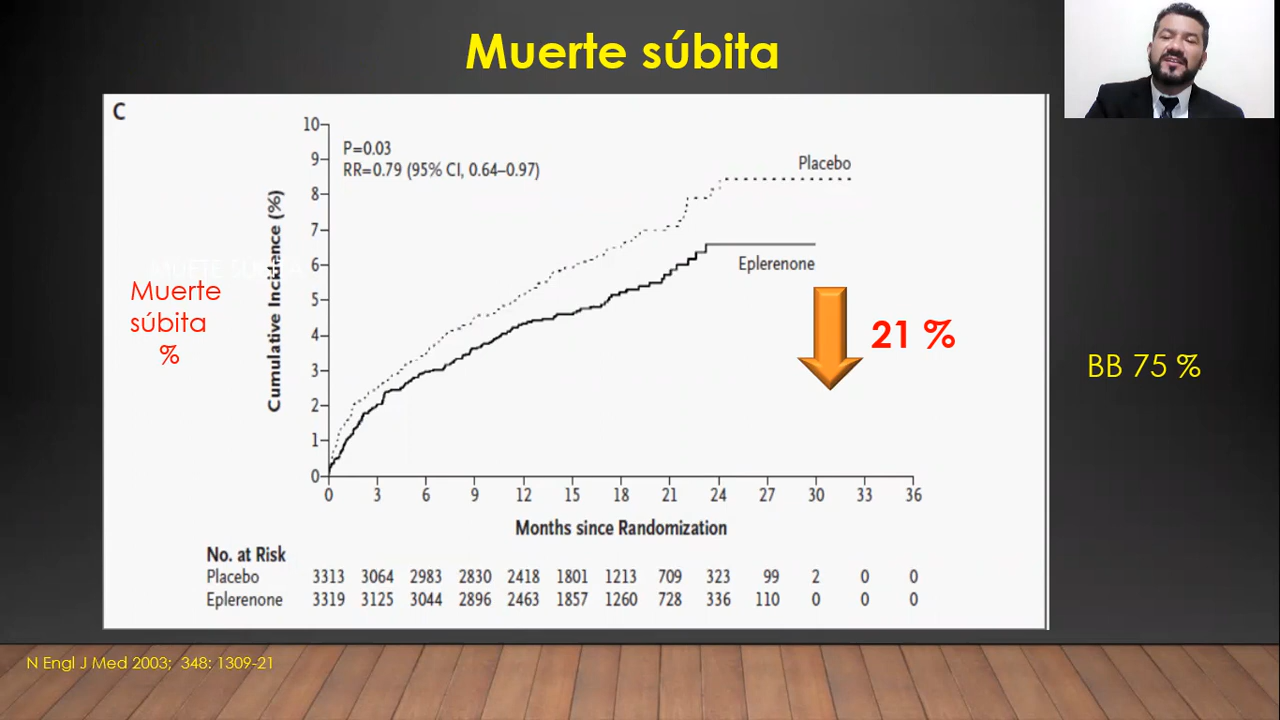 Muerte súbita
C
10
9
8
7
6
5
4
3
2
1
0
P=0.03
RR=0.79 (95% CI, 0.64–0.97)
Placebo
Eplerenone
Cumulative Incidence (%)
MUERTE SUBITA
Muerte
súbita
%
21 %
BB 75 %
0 3 6 9 12 15 18 21 24 27 30 33 36
Months since Randomization
No. at Risk
Placebo 3313 3064 2983 2830 2418 1801 1213 709 323 99 2 0 0
Eplerenone 3319 3125 3044 2896 2463 1857 1260 728 336 110 0 0 0
N Engl J Med 2003; 348: 1309-21